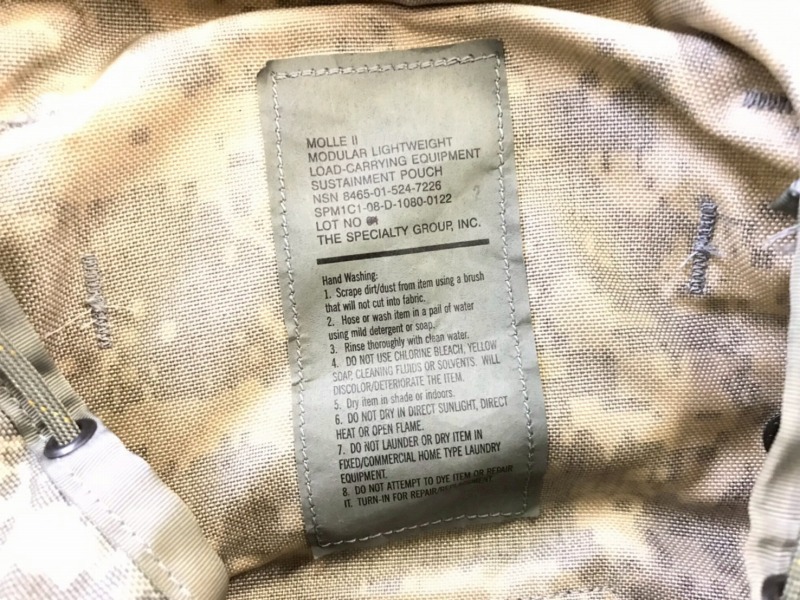 MOLLE II
MODULAR LIGHTWEIGHT
LOAD-CARRYING EQUIPMENT
SUSTAINMENT POUCH
NSN 8465-01-524-7226
SPM1C1-08-D-1080-0122
LOT NO
THE SPECIALTY GROUP, INC.
Hand Washing:
1. Scrape dirt/dust from item using a brush
that will not cut into fabric.
2. Hose or wash item in a pail of water
using mild detergent or soap.
3. Rinse thoroughly with clean water.
4. DO NOT USE CHLORINE BLEACH, YELLOW
SOAP, CLEANING FLUIDS OR SOLVENTS. WILL
DISCOLOR/DETERIORATE THE ITEM.
5. Dry item in shade or indoors.
6. DO NOT DRY IN DIRECT SUNLIGHT, DIRECT
HEAT OR OPEN FLAME.
7. DO NOT LAUNDER OR DRY ITEM IN
FIXED/COMMERCIAL HOME TYPE LAUNDRY
EQUIPMENT.
8. DO NOT ATTEMPT TO DYE ITEM OR REPAIR
IT. TURN-IN FOR REPAIR/REPLACEMENT